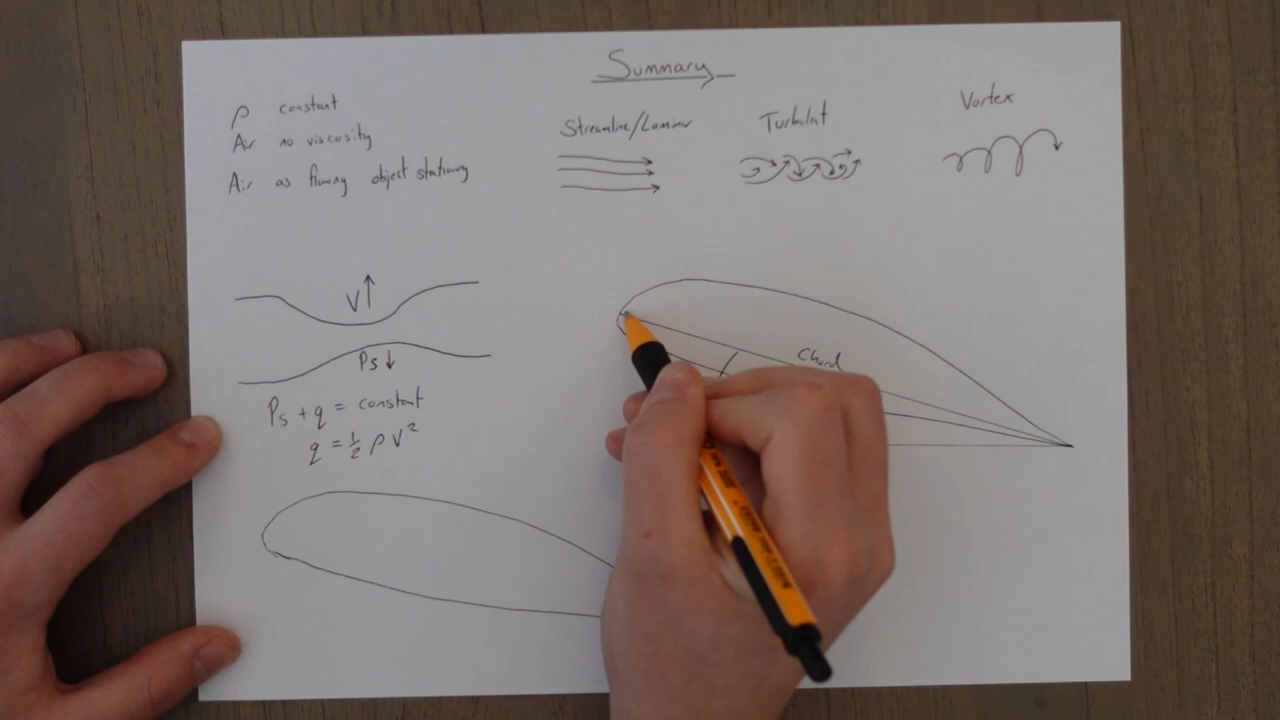 Summary
ρ constant
Air no viscosity
Air as flowing object stationary
Streamline/Laminar
Turbulent
Vortex
V↑
Ps↓
Ps + q = constant
q = ½ ρ V²
Chord